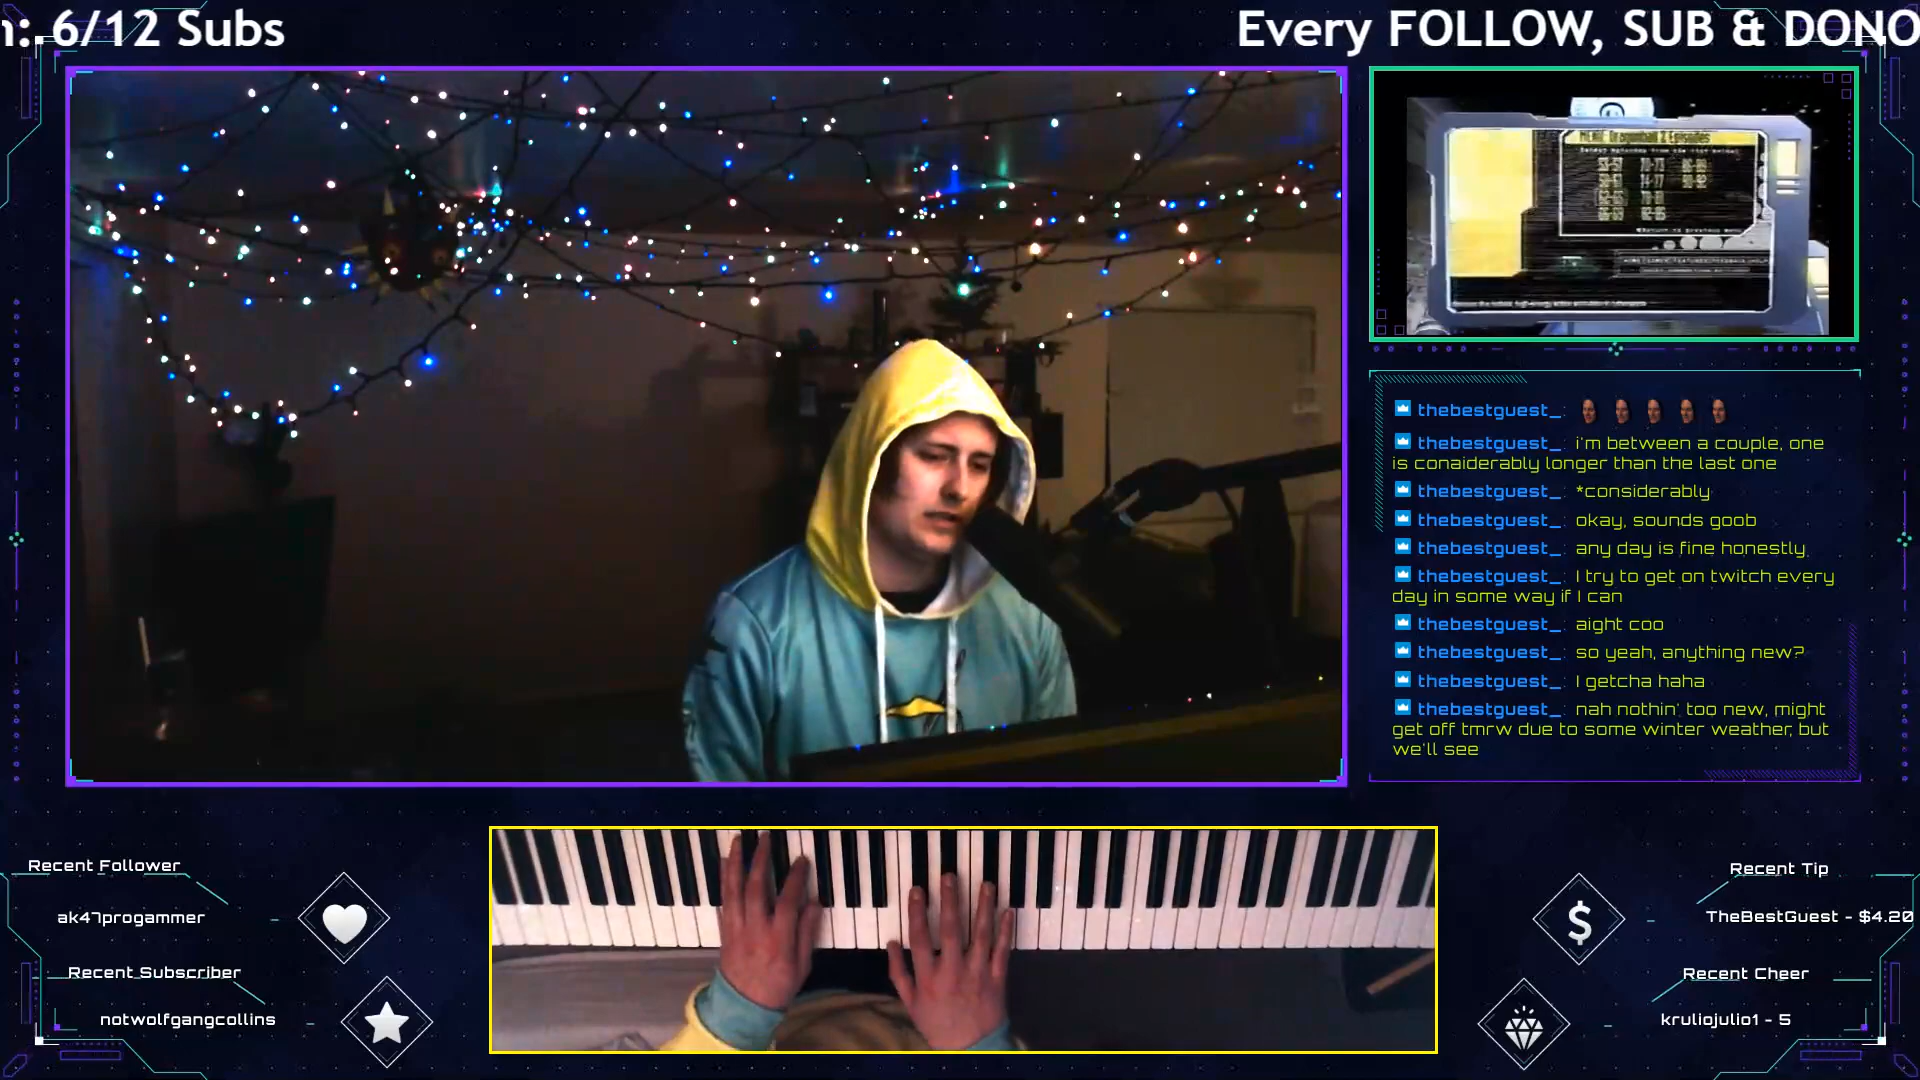 : 6/12 Subs
Every FOLLOW, SUB & DONO
Dragonball Z Episodes
thebestguest_:
thebestguest_: i'm between a couple, one
is conaiderably longer than the last one
thebestguest_: *considerably
thebestguest_: okay, sounds goob
thebestguest_: any day is fine honestly
thebestguest_: I try to get on twitch every
day in some way if I can
thebestguest_: aight coo
thebestguest_: so yeah, anything new?
thebestguest_: I getcha haha
thebestguest_: nah nothin' too new, might
get off tmrw due to some winter weather, but
we'll see
Recent Follower
ak47progammer
Recent Subscriber
notwolfgangcollins
Recent Tip
TheBestGuest - $4.20
Recent Cheer
kruliojulio1 - 5